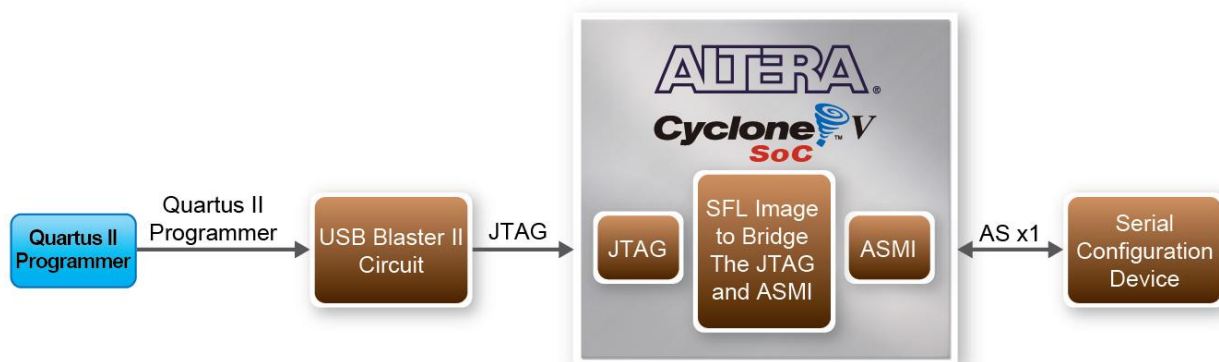 ALTERA®
Cyclone™ V
SoC
Quartus II
Programmer
Quartus II
Programmer
USB Blaster II
Circuit
JTAG
JTAG
SFL Image
to Bridge
The JTAG
and ASMI
ASMI
AS x1
Serial
Configuration
Device